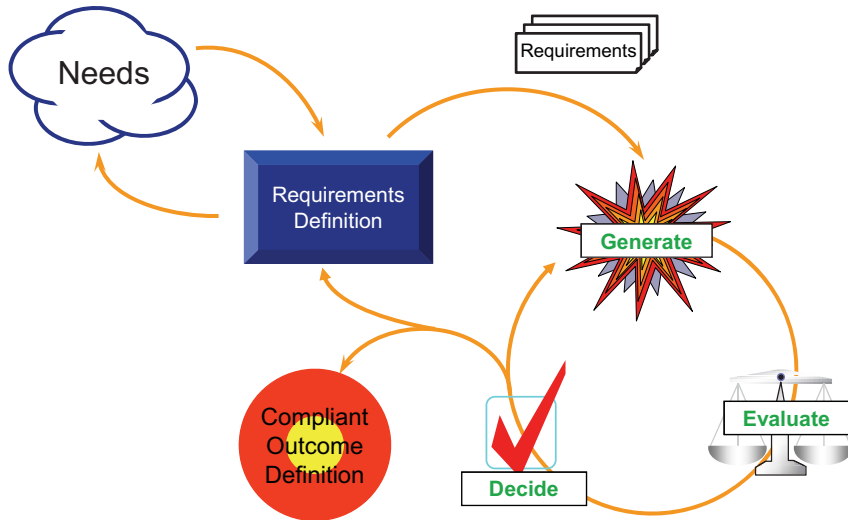 Needs
Requirements
Requirements
Definition
Generate
Compliant
Outcome
Definition
Evaluate
Decide